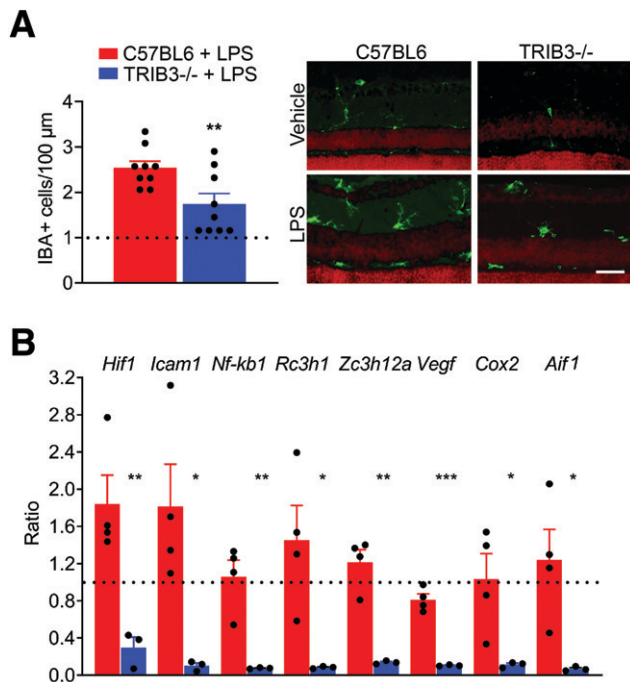 A
C57BL6 + LPS
TRIB3-/- + LPS
IBA+ cells/100 µm
4
3
2
1
0
**
C57BL6
TRIB3-/-
Vehicle
LPS
B
Hif1 Icam1 Nf-kb1 Rc3h1 Zc3h12a Vegf Cox2 Aif1
Ratio
3.2
2.8
2.4
2.0
1.6
1.2
0.8
0.4
0.0
** * ** * ** *** * *